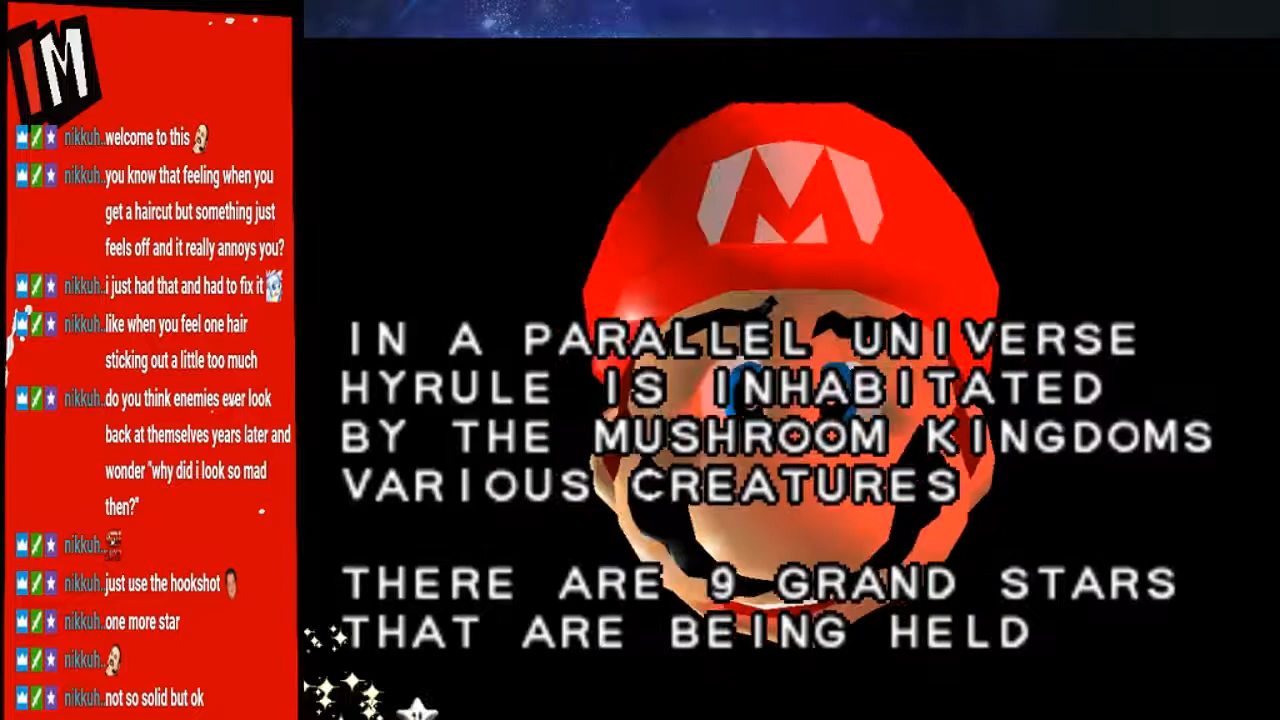 IM
nikkuh..welcome to this
nikkuh..you know that feeling when you
get a haircut but something just
feels off and it really annoys you?
nikkuh..i just had that and had to fix it
nikkuh..like when you feel one hair
sticking out a little too much
nikkuh..do you think enemies ever look
back at themselves years later and
wonder "why did i look so mad
then?"
nikkuh..
nikkuh..just use the hookshot
nikkuh..one more star
nikkuh..
nikkuh..not so solid but ok
M
IN A PARALLEL UNIVERSE
HYRULE IS INHABITATED
BY THE MUSHROOM KINGDOMS
VARIOUS CREATURES
THERE ARE 9 GRAND STARS
THAT ARE BEING HELD